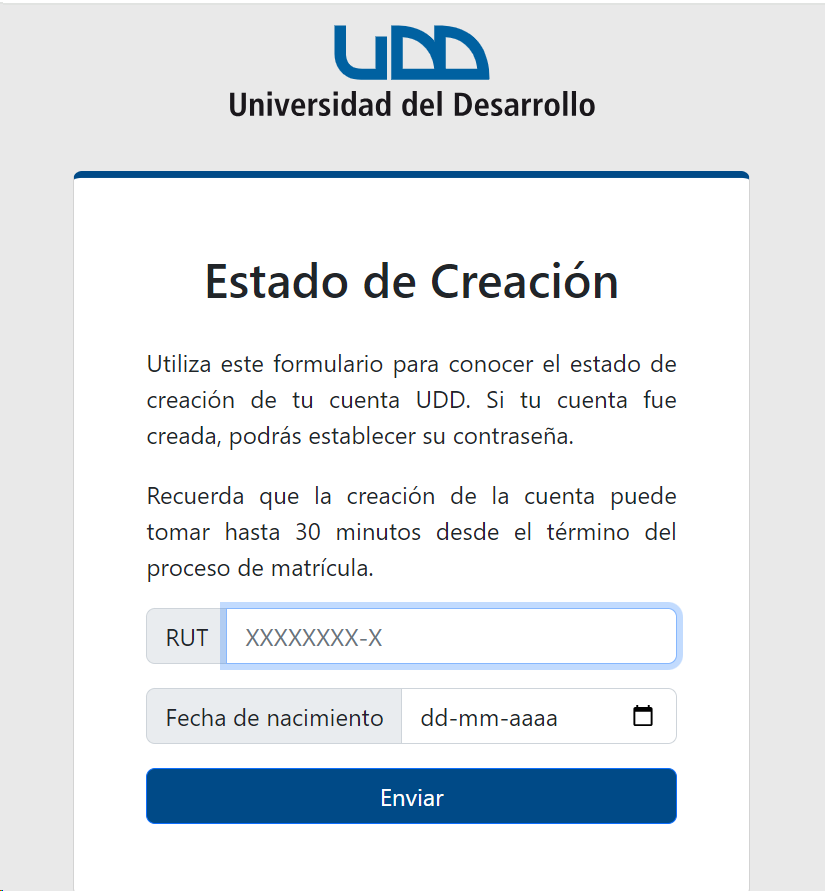 UDD
Universidad del Desarrollo
Estado de Creación
Utiliza este formulario para conocer el estado de
creación de tu cuenta UDD. Si tu cuenta fue
creada, podrás establecer su contraseña.
Recuerda que la creación de la cuenta puede
tomar hasta 30 minutos desde el término del
proceso de matrícula.
RUT XXXXXXXX-X
Fecha de nacimiento dd-mm-aaaa
Enviar